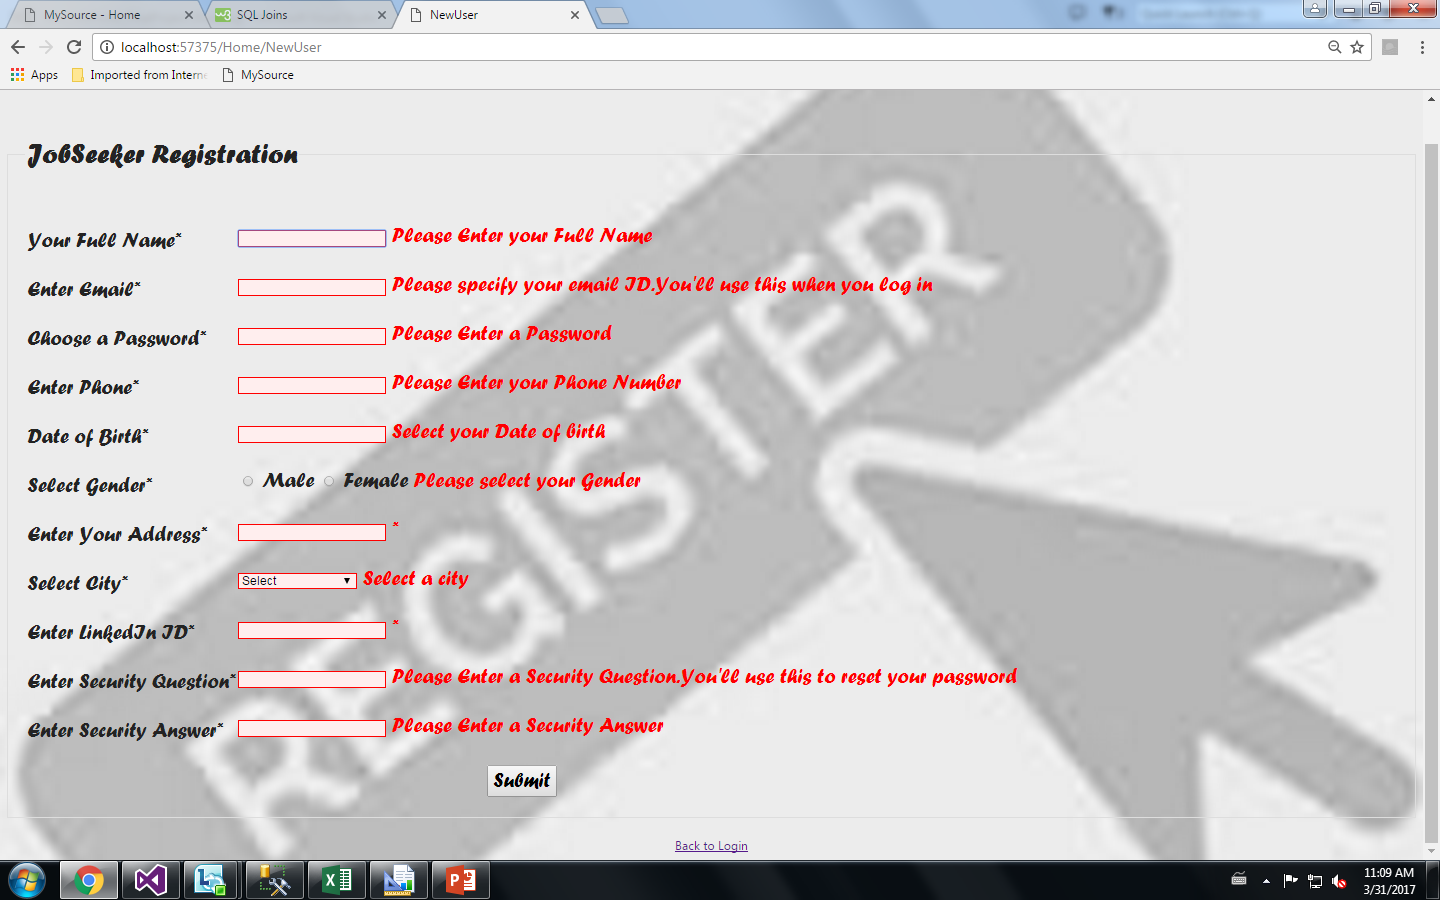 MySource - Home
SQL Joins
NewUser
localhost:57375/Home/NewUser
Apps
Imported from Intern
MySource
JobSeeker Registration
Your Full Name* Please Enter your Full Name
Enter Email* Please specify your email ID.You'll use this when you log in
Choose a Password* Please Enter a Password
Enter Phone* Please Enter your Phone Number
Date of Birth* Select your Date of birth
Select Gender* Male Female Please select your Gender
Enter Your Address* *
Select City* Select Select a city
Enter LinkedIn ID* *
Enter Security Question* Please Enter a Security Question.You'll use this to reset your password
Enter Security Answer* Please Enter a Security Answer
Submit
REGISTER
Back to Login
11:09 AM
3/31/2017